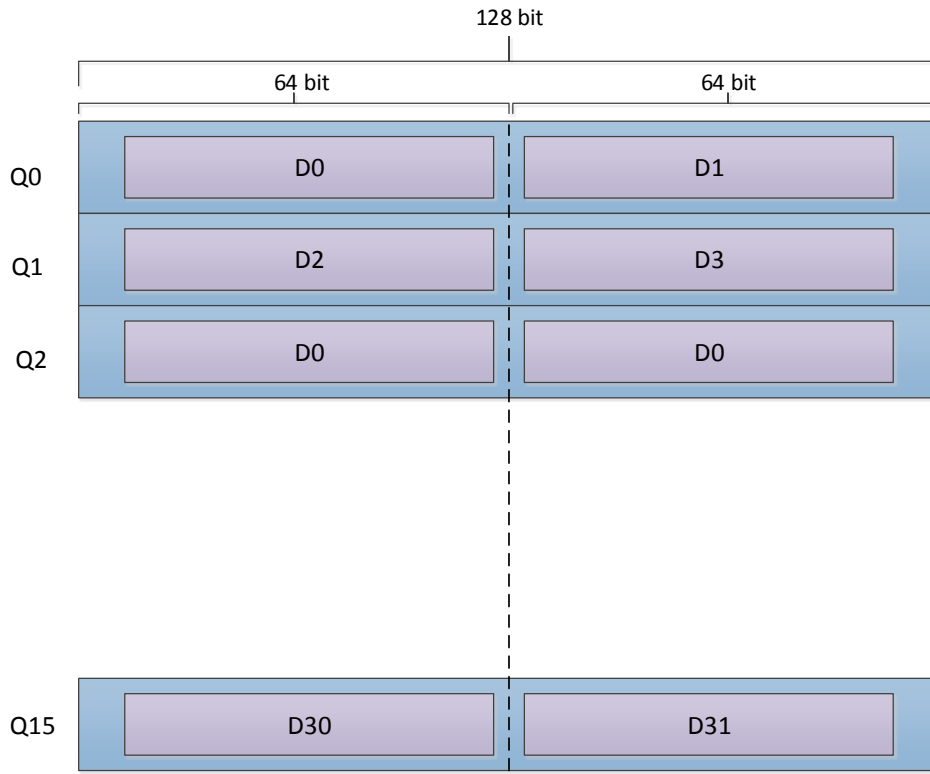 128 bit
64 bit 64 bit
Q0 D0 D1
Q1 D2 D3
Q2 D0 D0
Q15 D30 D31